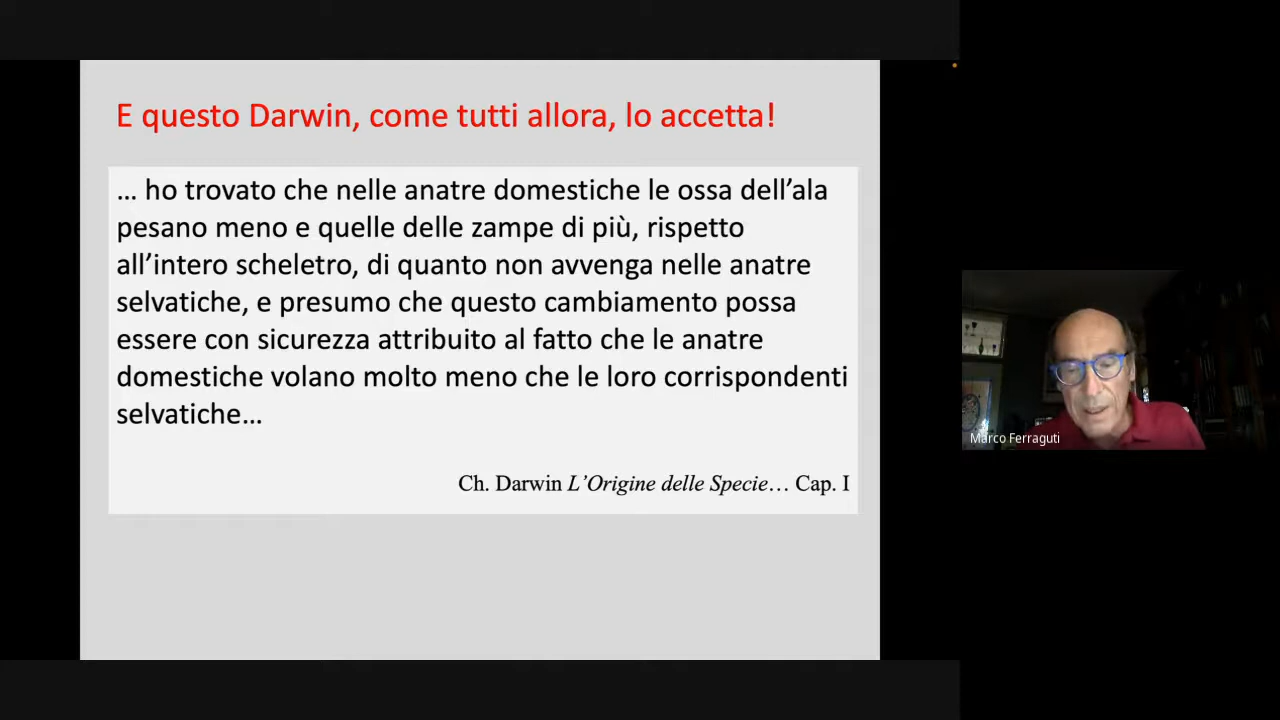 E questo Darwin, come tutti allora, lo accetta!
… ho trovato che nelle anatre domestiche le ossa dell’ala
pesano meno e quelle delle zampe di più, rispetto
all’intero scheletro, di quanto non avvenga nelle anatre
selvatiche, e presumo che questo cambiamento possa
essere con sicurezza attribuito al fatto che le anatre
domestiche volano molto meno che le loro corrispondenti
selvatiche…
Ch. Darwin L’Origine delle Specie… Cap. I
Marco Ferraguti